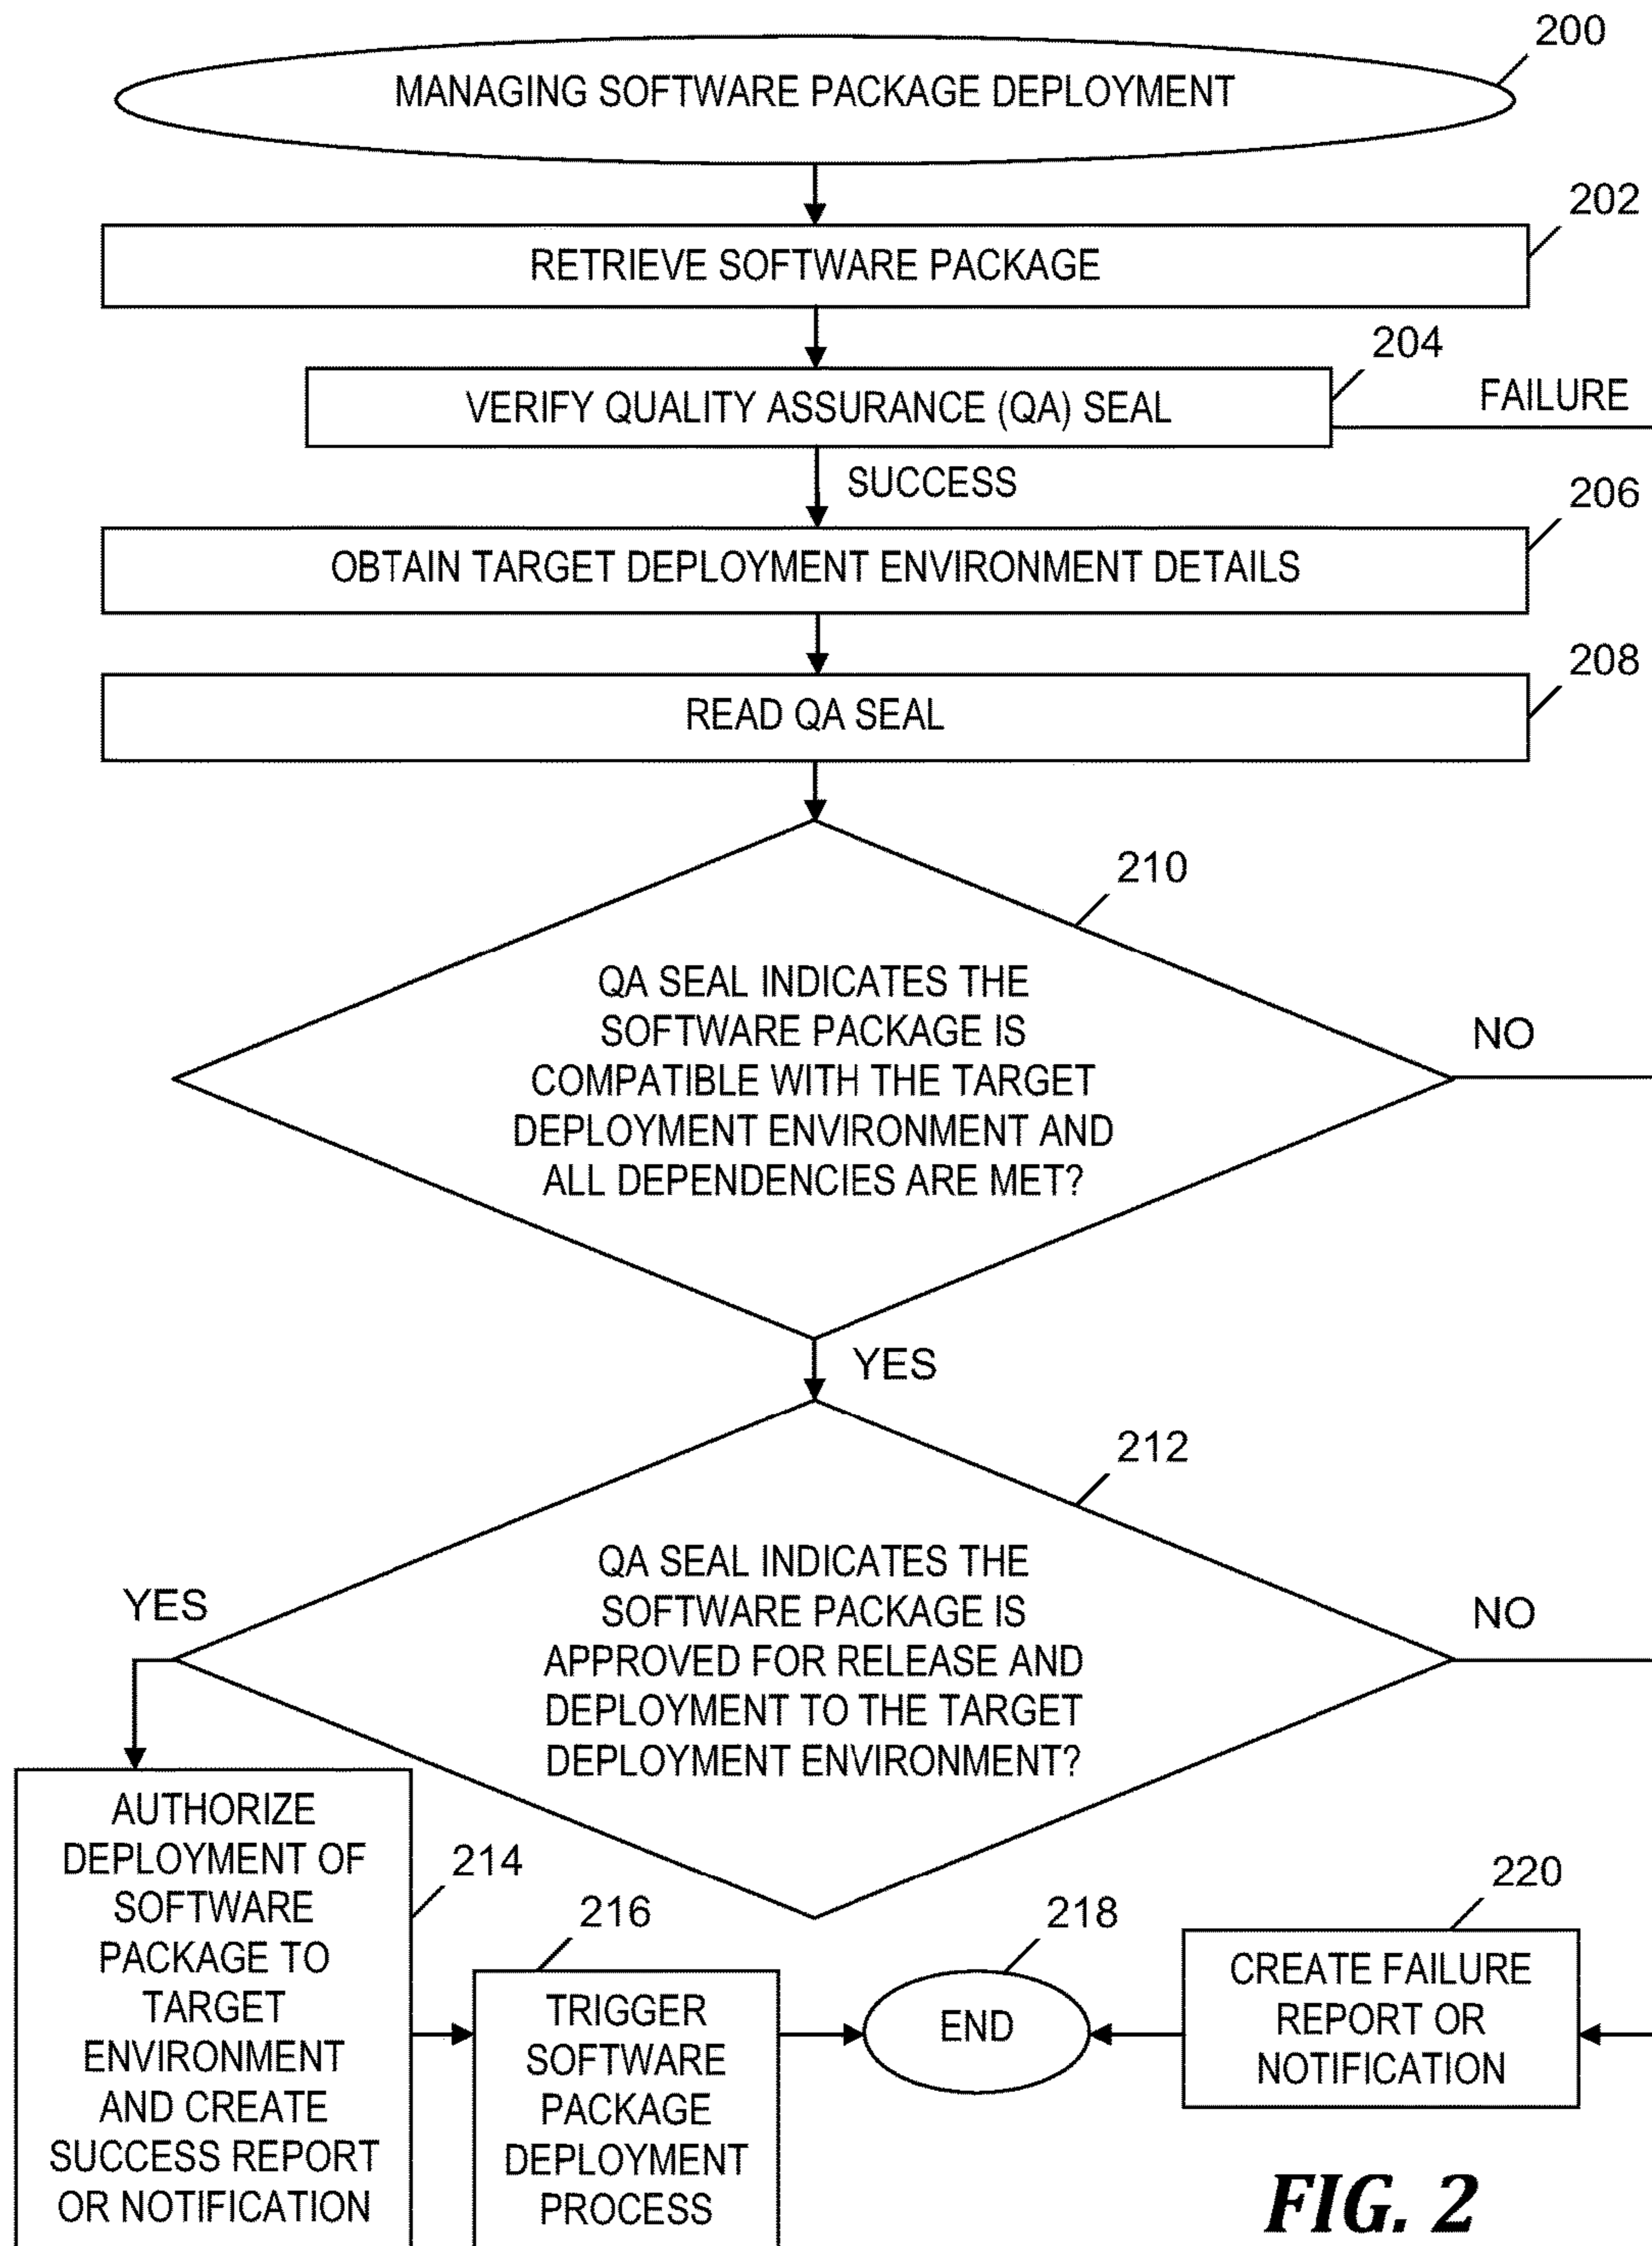 200
MANAGING SOFTWARE PACKAGE DEPLOYMENT
202
RETRIEVE SOFTWARE PACKAGE
204
VERIFY QUALITY ASSURANCE (QA) SEAL
FAILURE
SUCCESS
206
OBTAIN TARGET DEPLOYMENT ENVIRONMENT DETAILS
208
READ QA SEAL
210
QA SEAL INDICATES THE
SOFTWARE PACKAGE IS
COMPATIBLE WITH THE TARGET
DEPLOYMENT ENVIRONMENT AND
ALL DEPENDENCIES ARE MET?
NO
YES
212
QA SEAL INDICATES THE
SOFTWARE PACKAGE IS
APPROVED FOR RELEASE AND
DEPLOYMENT TO THE TARGET
DEPLOYMENT ENVIRONMENT?
YES
NO
AUTHORIZE
DEPLOYMENT OF
SOFTWARE
PACKAGE TO
TARGET
ENVIRONMENT
AND CREATE
SUCCESS REPORT
OR NOTIFICATION
214
216
TRIGGER
SOFTWARE
PACKAGE
DEPLOYMENT
PROCESS
218
END
220
CREATE FAILURE
REPORT OR
NOTIFICATION
FIG. 2